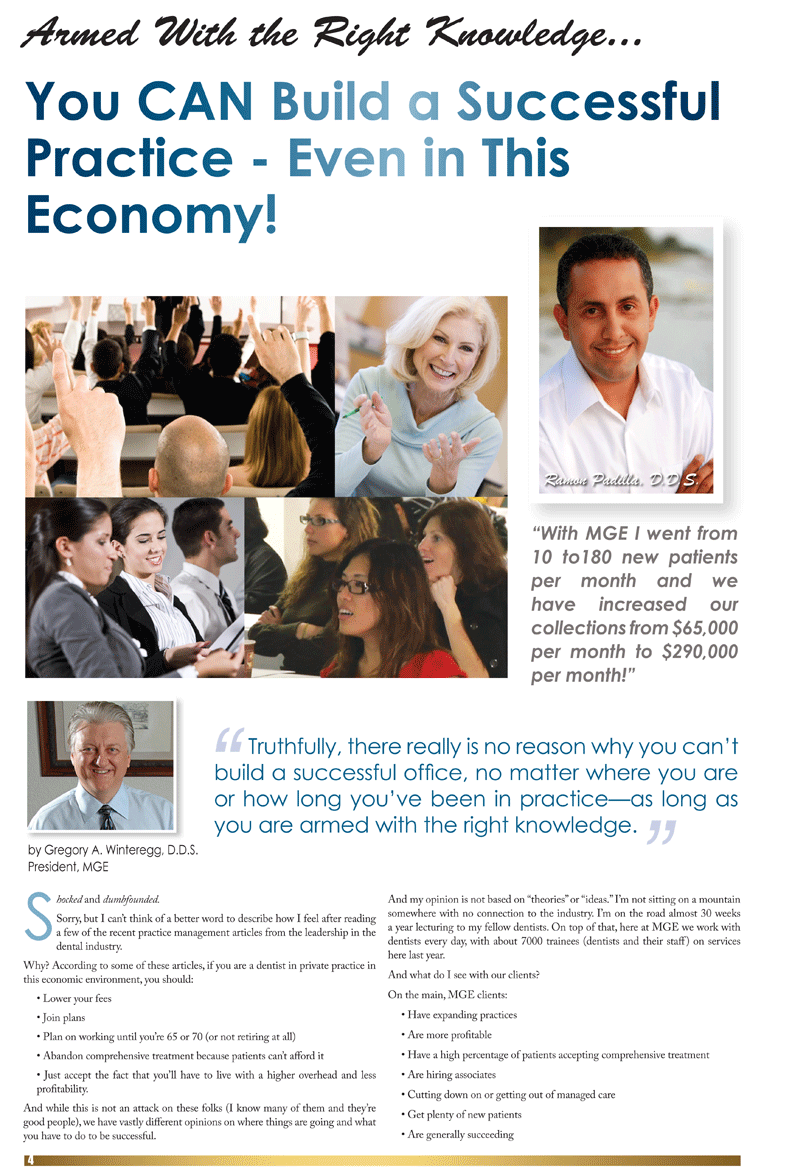 Armed With the Right Knowledge...
You CAN Build a Successful
Practice - Even in This
Economy!
Ramon Padilla, D.D.S.
“With MGE I went from
10 to180 new patients
per month and we
have increased our
collections from $65,000
per month to $290,000
per month!”
by Gregory A. Winteregg, D.D.S.
President, MGE
“Truthfully, there really is no reason why you can’t
build a successful office, no matter where you are
or how long you’ve been in practice—as long as
you are armed with the right knowledge.”
Shocked and dumbfounded.
Sorry, but I can’t think of a better word to describe how I feel after reading
a few of the recent practice management articles from the leadership in the
dental industry.
Why? According to some of these articles, if you are a dentist in private practice in
this economic environment, you should:
• Lower your fees
• Join plans
• Plan on working until you’re 65 or 70 (or not retiring at all)
• Abandon comprehensive treatment because patients can’t afford it
• Just accept the fact that you’ll have to live with a higher overhead and less
profitability.
And while this is not an attack on these folks (I know many of them and they’re
good people), we have vastly different opinions on where things are going and what
you have to do to be successful.
And my opinion is not based on “theories” or “ideas.” I’m not sitting on a mountain
somewhere with no connection to the industry. I’m on the road almost 30 weeks
a year lecturing to my fellow dentists. On top of that, here at MGE we work with
dentists every day, with about 7000 trainees (dentists and their staff) on services
here last year.
And what do I see with our clients?
On the main, MGE clients:
• Have expanding practices
• Are more profitable
• Have a high percentage of patients accepting comprehensive treatment
• Are hiring associates
• Cutting down on or getting out of managed care
• Get plenty of new patients
• Are generally succeeding
4